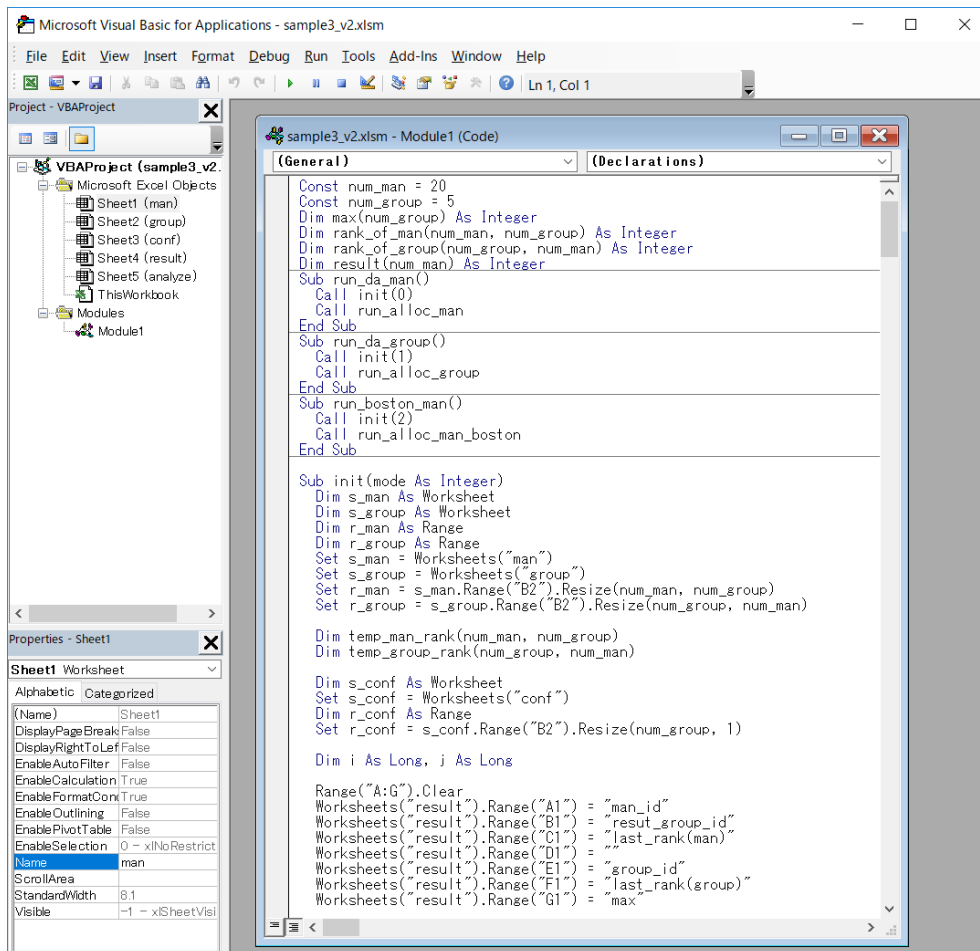 Microsoft Visual Basic for Applications - sample3_v2.xlsm
File Edit View Insert Format Debug Run Tools Add-Ins Window Help
Ln 1, Col 1
Project - VBAProject
VBAProject (sample3_v2.
Microsoft Excel Objects
Sheet1 (man)
Sheet2 (group)
Sheet3 (conf)
Sheet4 (result)
Sheet5 (analyze)
ThisWorkbook
Modules
Module1
Properties - Sheet1
Sheet1 Worksheet
Alphabetic Categorized
(Name) Sheet1
DisplayPageBreak False
DisplayRightToLef False
EnableAutoFilter False
EnableCalculation True
EnableFormatCon True
EnableOutlining False
EnablePivotTable False
EnableSelection 0 - xlNoRestrict
Name man
ScrollArea
StandardWidth 8.1
Visible -1 - xlSheetVisi
sample3_v2.xlsm - Module1 (Code)
(General) (Declarations)
Const num_man = 20
Const num_group = 5
Dim max(num_group) As Integer
Dim rank_of_man(num_man, num_group) As Integer
Dim rank_of_group(num_group, num_man) As Integer
Dim result(num_man) As Integer
Sub run_da_man()
Call init(0)
Call run_alloc_man
End Sub
Sub run_da_group()
Call init(1)
Call run_alloc_group
End Sub
Sub run_boston_man()
Call init(2)
Call run_alloc_man_boston
End Sub
Sub init(mode As Integer)
Dim s_man As Worksheet
Dim s_group As Worksheet
Dim r_man As Range
Dim r_group As Range
Set s_man = Worksheets("man")
Set s_group = Worksheets("group")
Set r_man = s_man.Range("B2").Resize(num_man, num_group)
Set r_group = s_group.Range("B2").Resize(num_group, num_man)
Dim temp_man_rank(num_man, num_group)
Dim temp_group_rank(num_group, num_man)
Dim s_conf As Worksheet
Set s_conf = Worksheets("conf")
Dim r_conf As Range
Set r_conf = s_conf.Range("B2").Resize(num_group, 1)
Dim i As Long, j As Long
Range("A:G").Clear
Worksheets("result").Range("A1") = "man_id"
Worksheets("result").Range("B1") = "resut_group_id"
Worksheets("result").Range("C1") = "last_rank(man)"
Worksheets("result").Range("D1") = ""
Worksheets("result").Range("E1") = "group_id"
Worksheets("result").Range("F1") = "last_rank(group)"
Worksheets("result").Range("G1") = "max"